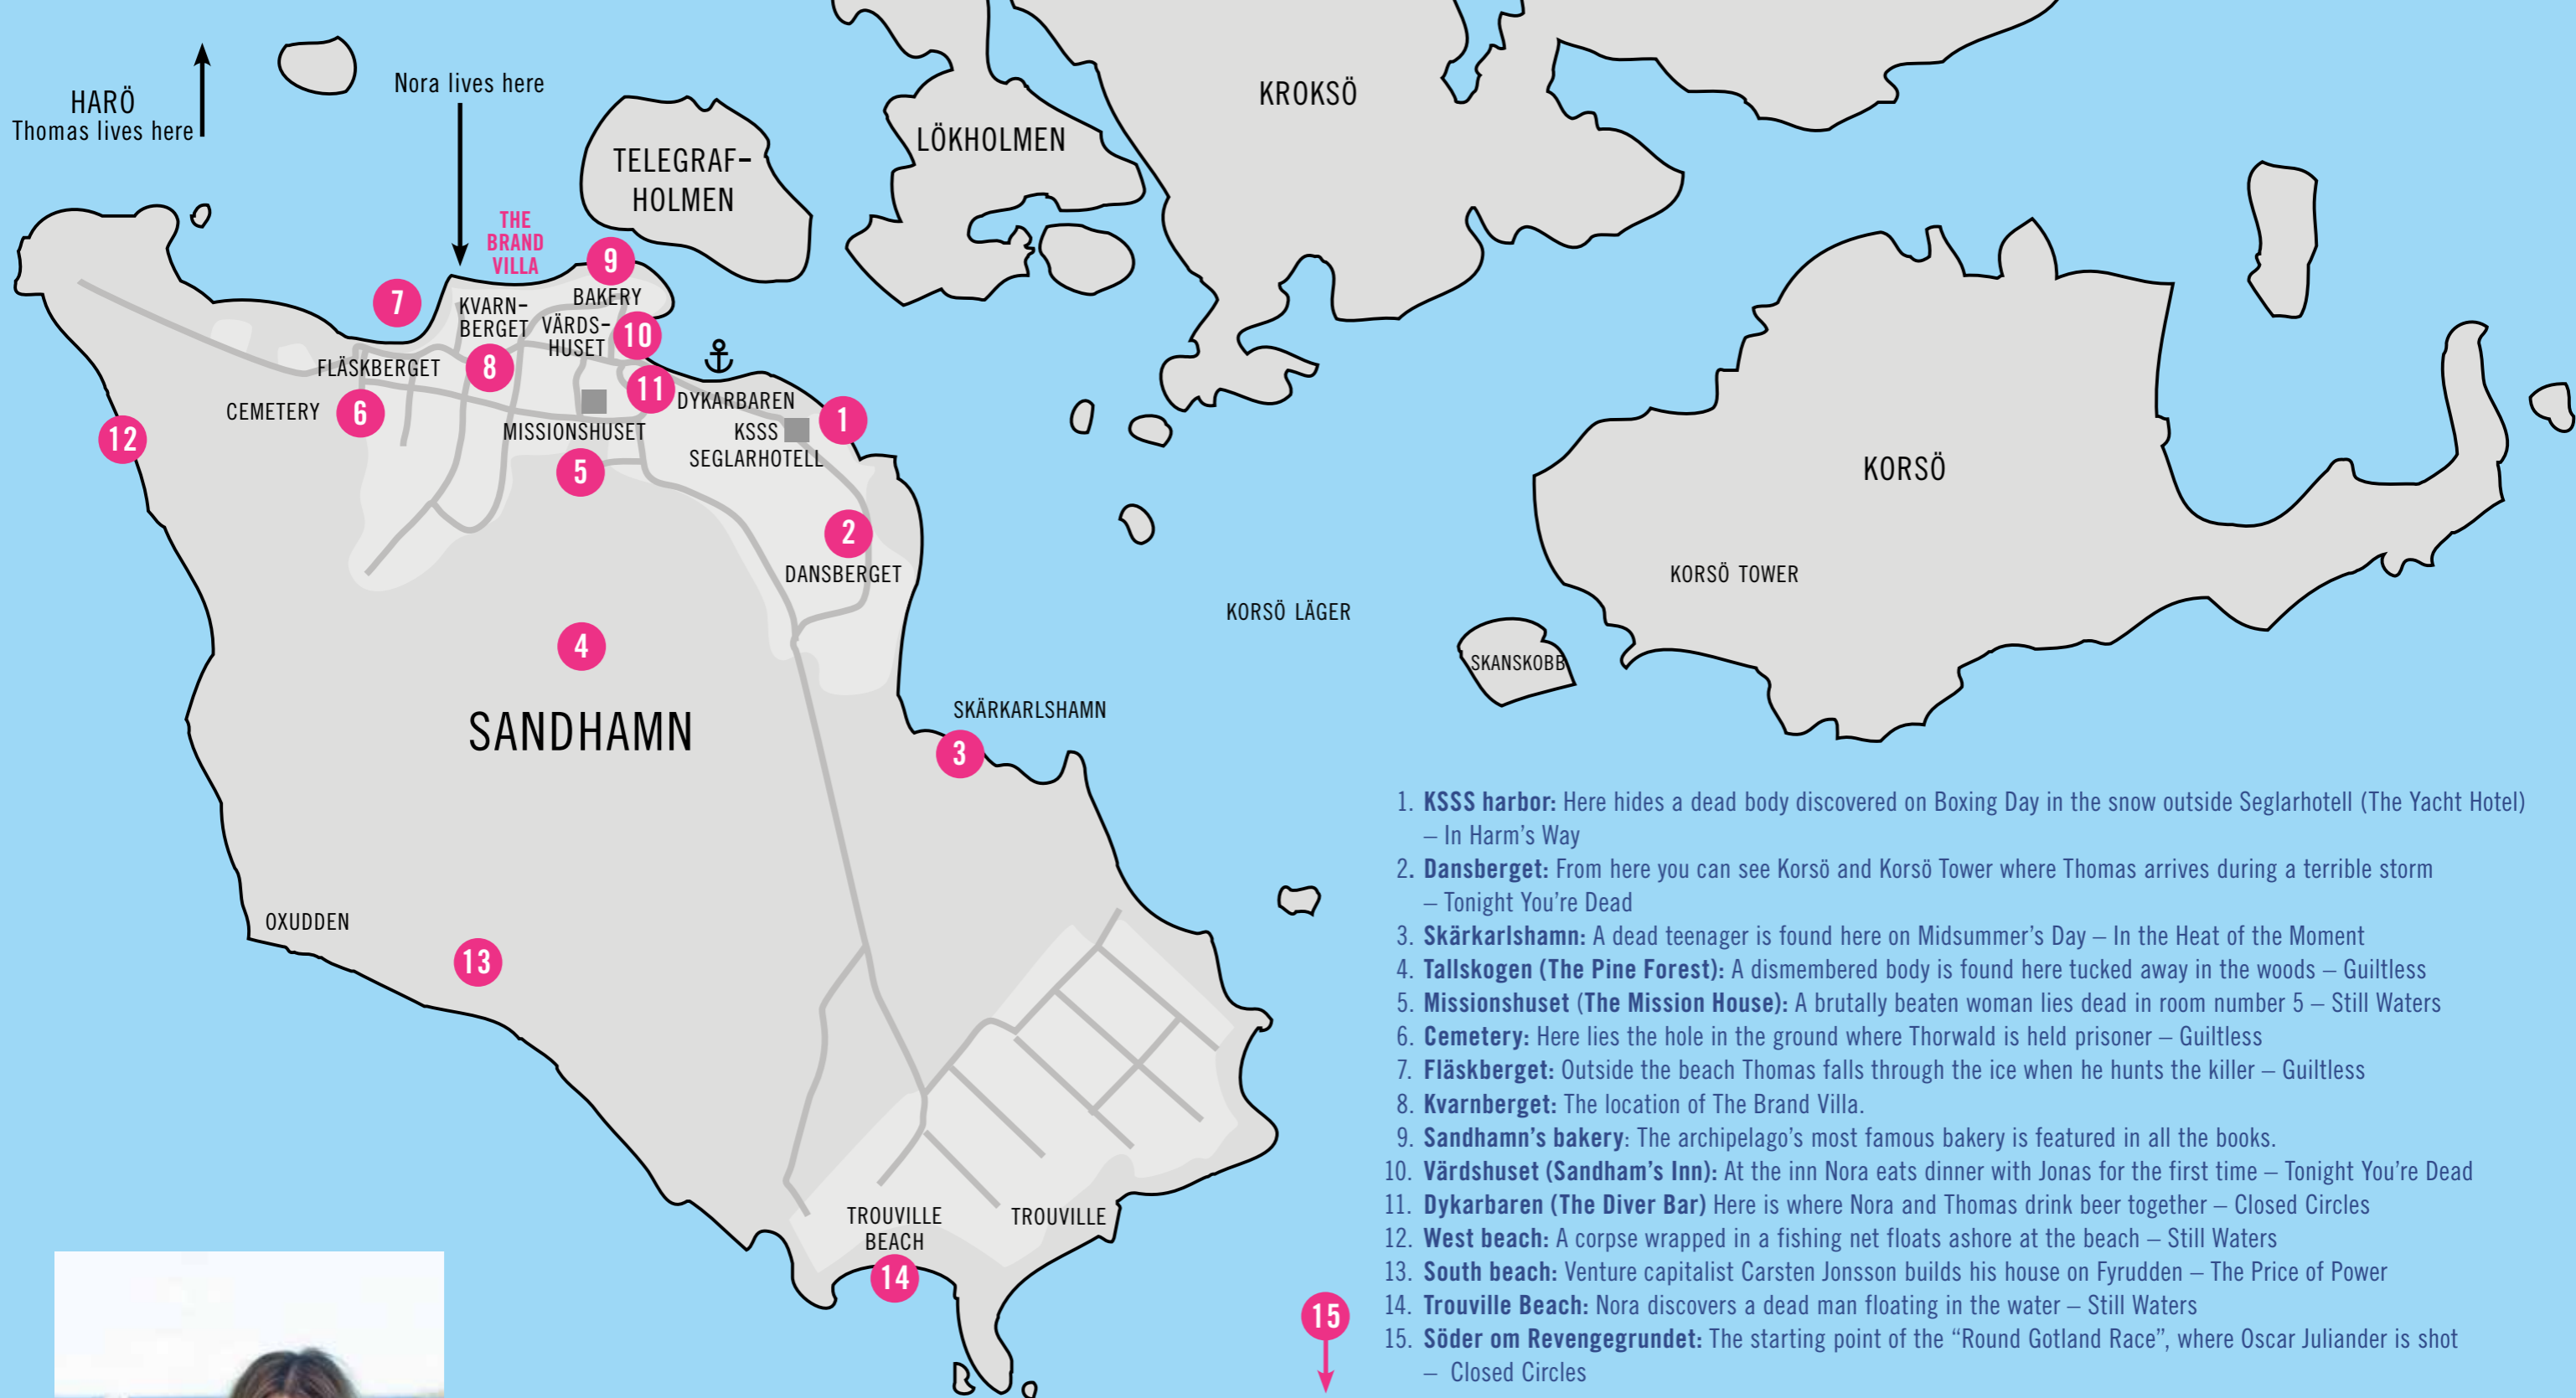 HARÖ
Thomas lives here
Nora lives here
THE
BRAND
VILLA
TELEGRAF-
HOLMEN
LÖKHOLMEN
KROKSÖ
7
9
BAKERY
KVARN-
BERGET
VÄRDS-
HUSET
10
FLÄSKBERGET
8
11
DYKARBAREN
1
CEMETERY
6
12
MISSIONSHUSET
KSSS
SEGLARHOTELL
5
2
DANSBERGET
KORSÖ
KORSÖ TOWER
KORSÖ LÄGER
SKANSKOBB
4
SANDHAMN
SKÄRKARLSHAMN
3
OXUDDEN
13
TROUVILLE
BEACH
TROUVILLE
14
15
1. KSSS harbor: Here hides a dead body discovered on Boxing Day in the snow outside Seglarhotell (The Yacht Hotel)
– In Harm's Way
2. Dansberget: From here you can see Korsö and Korsö Tower where Thomas arrives during a terrible storm
– Tonight You're Dead
3. Skärkarlshamn: A dead teenager is found here on Midsummer's Day – In the Heat of the Moment
4. Tallskogen (The Pine Forest): A dismembered body is found here tucked away in the woods – Guiltless
5. Missionshuset (The Mission House): A brutally beaten woman lies dead in room number 5 – Still Waters
6. Cemetery: Here lies the hole in the ground where Thorwald is held prisoner – Guiltless
7. Fläskberget: Outside the beach Thomas falls through the ice when he hunts the killer – Guiltless
8. Kvarnberget: The location of The Brand Villa.
9. Sandhamn's bakery: The archipelago's most famous bakery is featured in all the books.
10. Värdshuset (Sandham's Inn): At the inn Nora eats dinner with Jonas for the first time – Tonight You're Dead
11. Dykarbaren (The Diver Bar) Here is where Nora and Thomas drink beer together – Closed Circles
12. West beach: A corpse wrapped in a fishing net floats ashore at the beach – Still Waters
13. South beach: Venture capitalist Carsten Jonsson builds his house on Fyrudden – The Price of Power
14. Trouville Beach: Nora discovers a dead man floating in the water – Still Waters
15. Söder om Revengegrundet: The starting point of the “Round Gotland Race”, where Oscar Juliander is shot
– Closed Circles